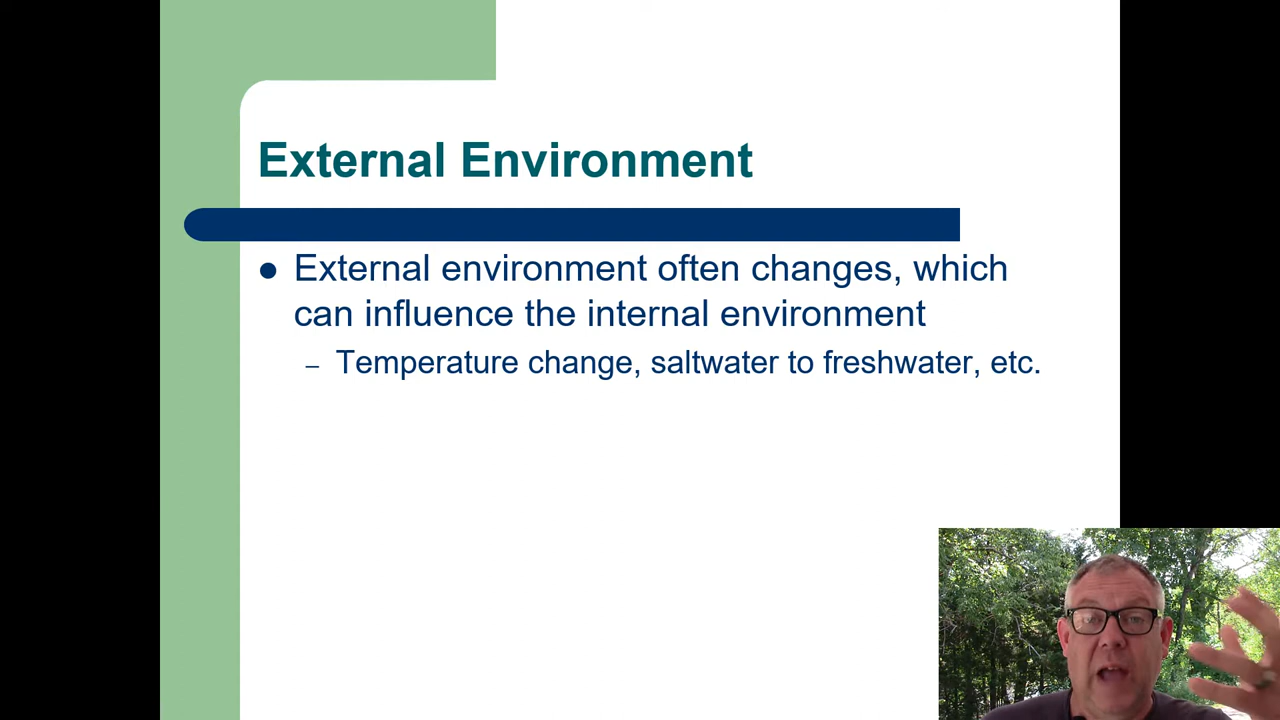 External Environment
● External environment often changes, which
can influence the internal environment
– Temperature change, saltwater to freshwater, etc.